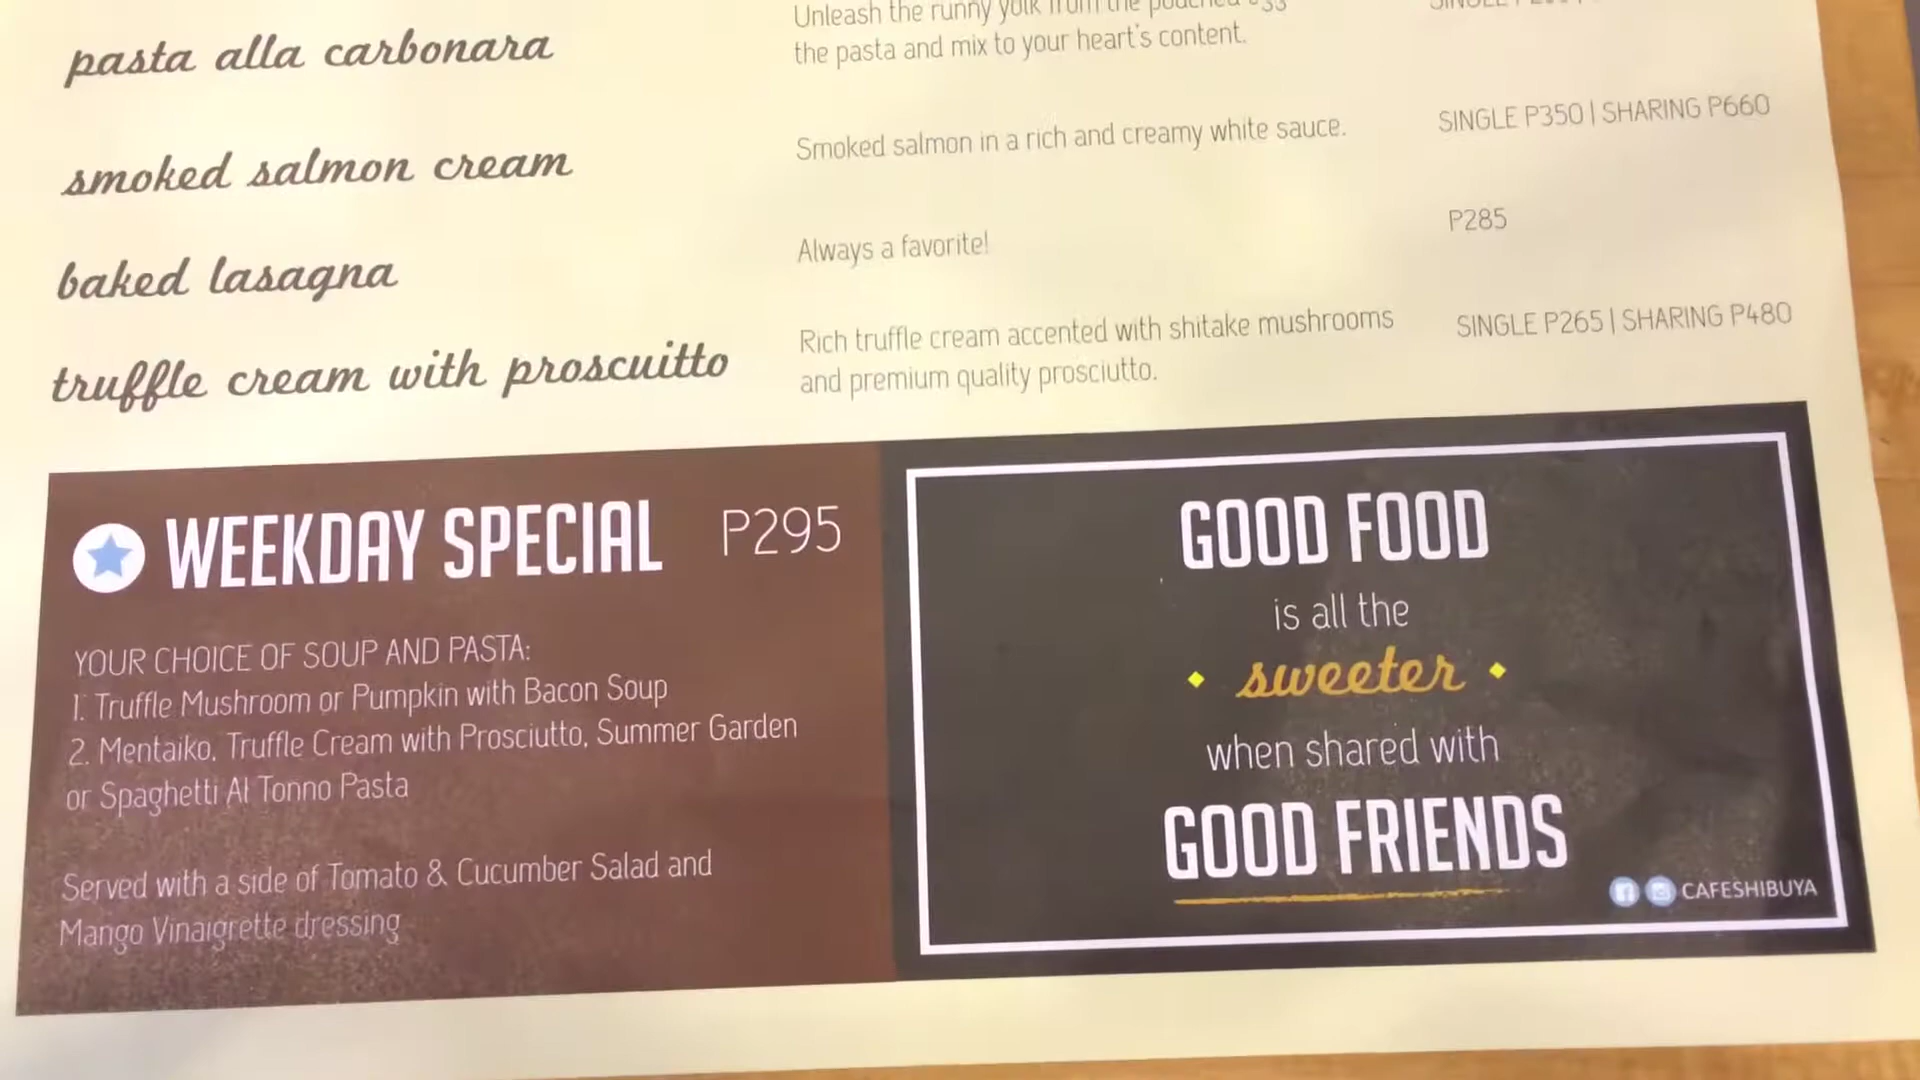 Unleash the runny yolk from the poached egg
pasta alla carbonara
the pasta and mix to your heart's content.
smoked salmon cream
Smoked salmon in a rich and creamy white sauce.
SINGLE P350 | SHARING P660
baked lasagna
Always a favorite!
P285
truffle cream with proscuitto
Rich truffle cream accented with shitake mushrooms
and premium quality prosciutto.
SINGLE P265 | SHARING P480
WEEKDAY SPECIAL P295
YOUR CHOICE OF SOUP AND PASTA:
1. Truffle Mushroom or Pumpkin with Bacon Soup
2. Mentaiko, Truffle Cream with Prosciutto, Summer Garden
or Spaghetti Al Tonno Pasta
Served with a side of Tomato & Cucumber Salad and
Mango Vinaigrette dressing
GOOD FOOD
is all the
sweeter
when shared with
GOOD FRIENDS
CAFESHIBUYA